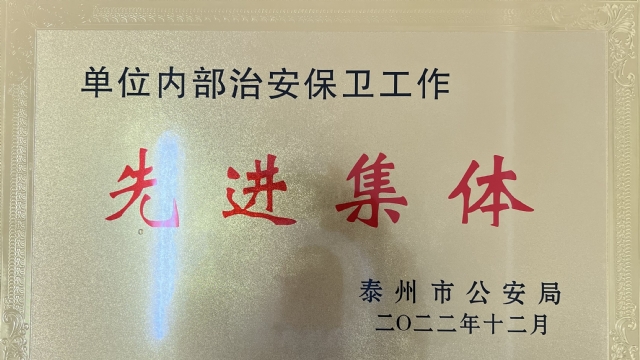 单位内部治安保卫工作
先进集体
泰州市公安局
二〇二二年十二月